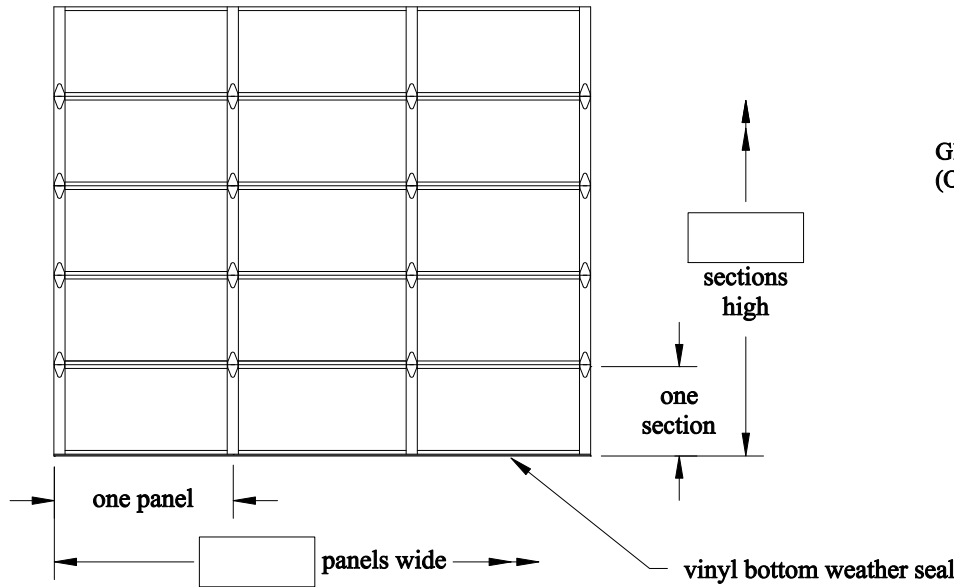 sections
high
one
section
one panel
panels wide
vinyl bottom weather seal